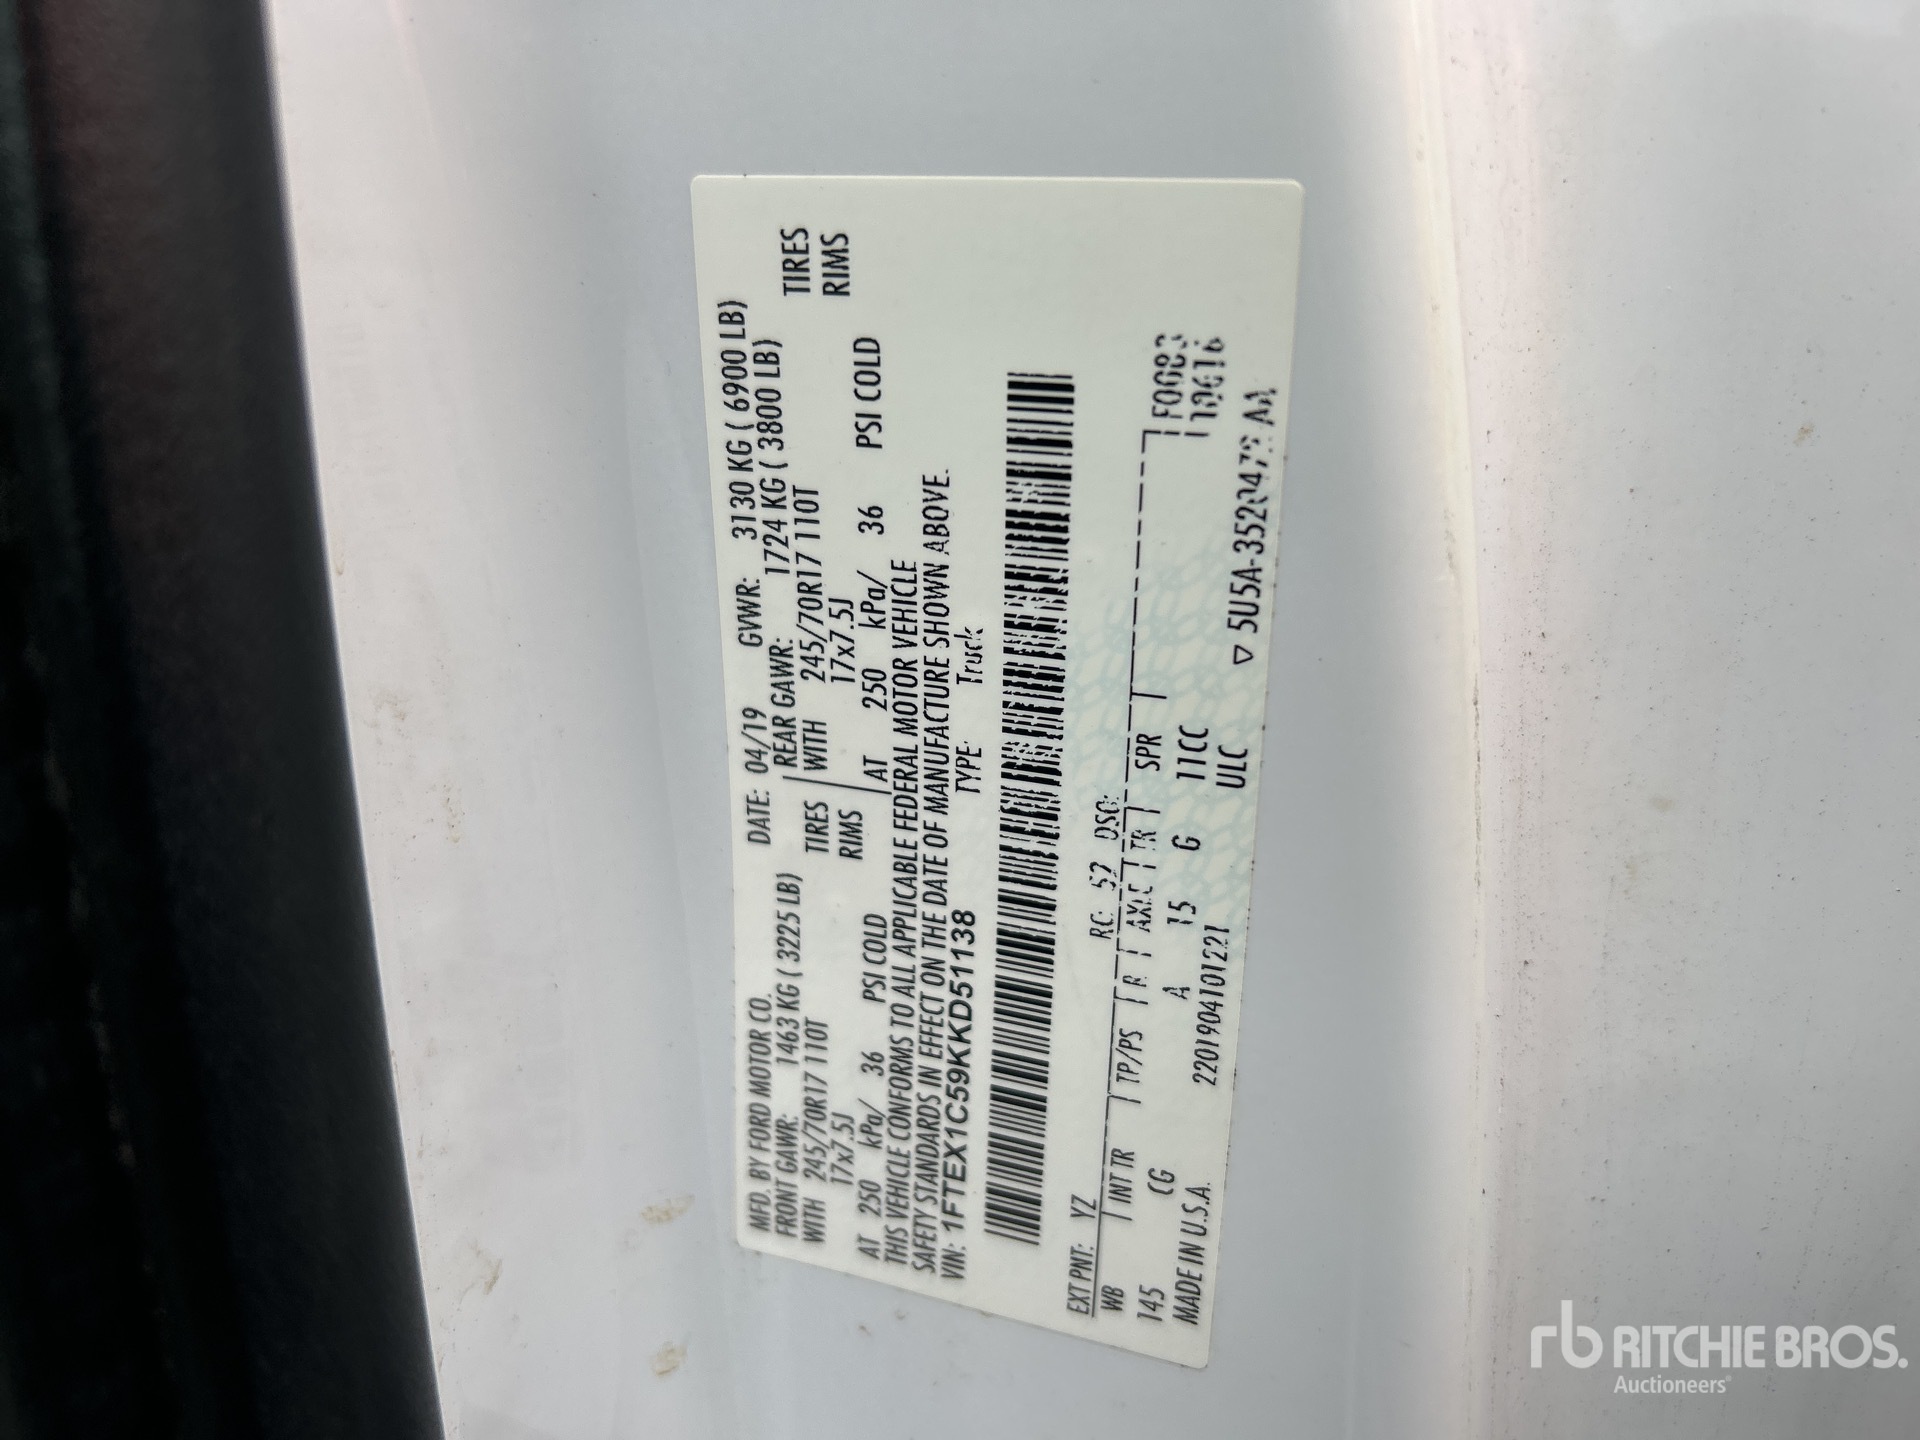 MFD. BY FORD MOTOR CO. DATE: 04/19 GVWR: 3130 KG ( 6900 LB)
FRONT GAWR: 1463 KG ( 3225 LB) REAR GAWR: 1724 KG ( 3800 LB)
WITH 245/70R17 110T TIRES WITH 245/70R17 110T TIRES
17x7.5J RIMS 17x7.5J RIMS
AT 250 kPa/ 36 PSI COLD AT 250 kPa/ 36 PSI COLD
THIS VEHICLE CONFORMS TO ALL APPLICABLE FEDERAL MOTOR VEHICLE
SAFETY STANDARDS IN EFFECT ON THE DATE OF MANUFACTURE SHOWN ABOVE.
VIN: 1FTEX1C59KKD51138 TYPE: Truck
EXT PNT: YZ RC: 52 DSO:
WB INT TR TP/PS R AXLE TR SPR
145 CG A 15 G 11CC
MADE IN U.S.A. 2201904101221 ULC
rb RITCHIE BROS.
Auctioneers